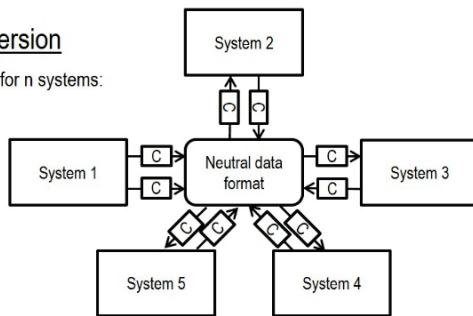 ersion
for n systems:
System 2
C
C
System 1
C
C
Neutral data
format
C
C
System 3
C
C
C
C
System 5
System 4